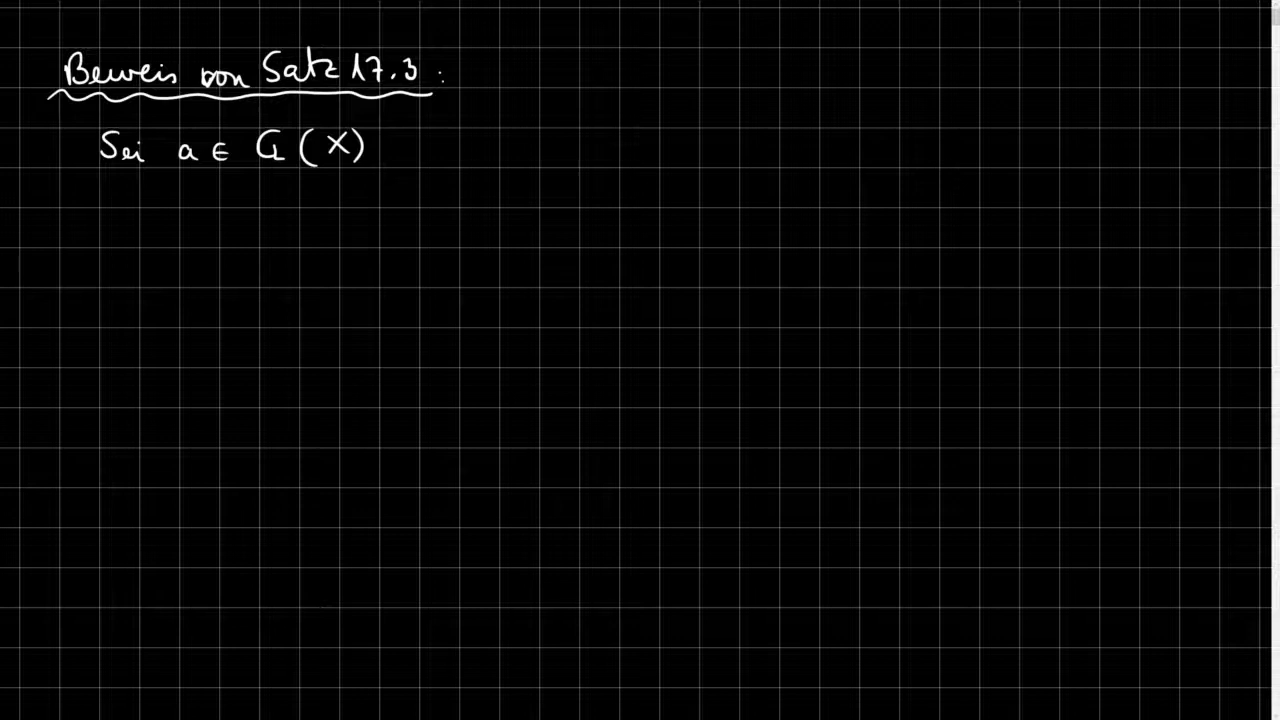 Beweis von Satz 17.3:
Sei a ∈ G(X)